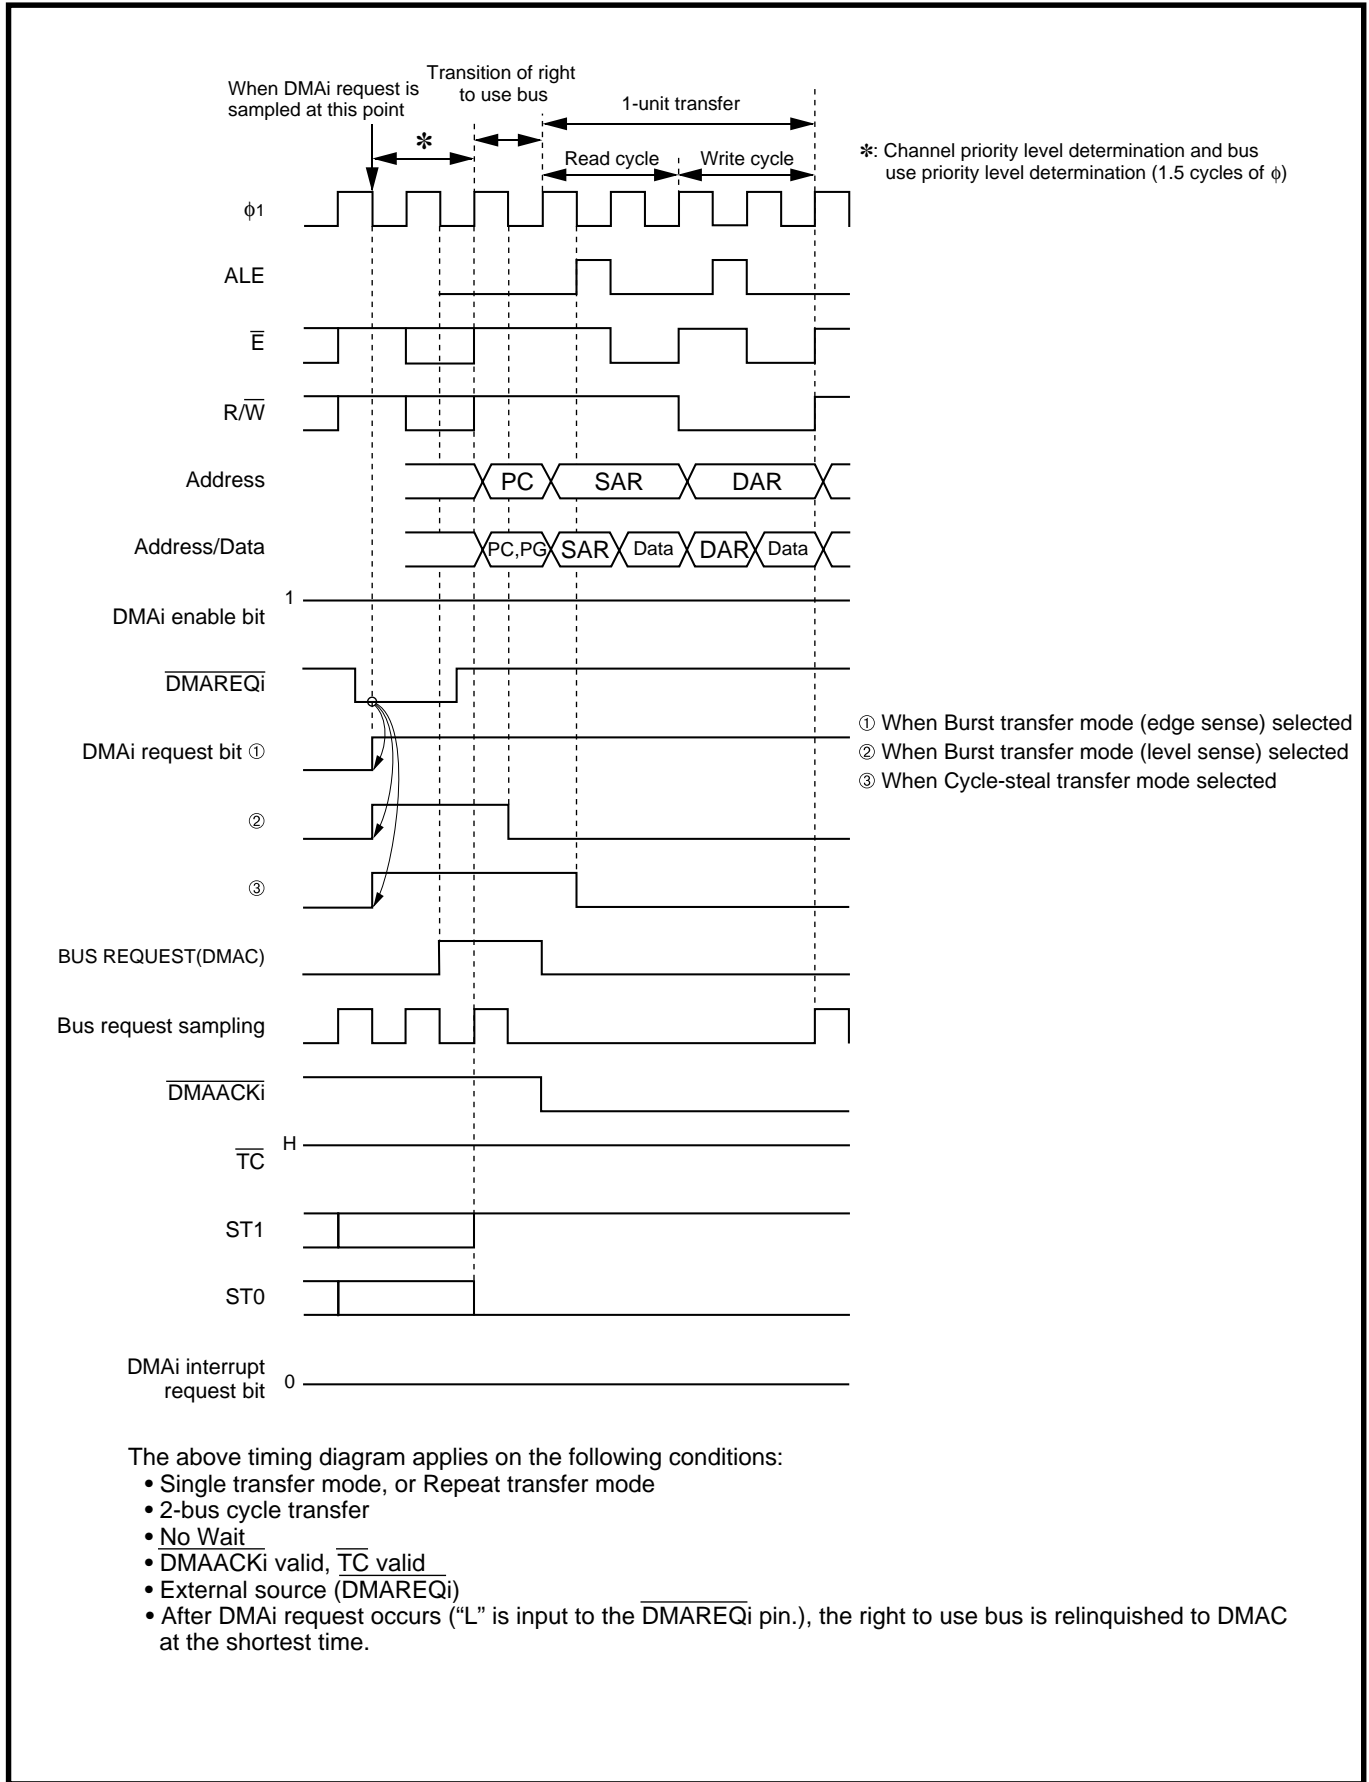 When DMAi request is
sampled at this point
Transition of right
to use bus
1-unit transfer
✻
Read cycle
Write cycle
✻: Channel priority level determination and bus
use priority level determination (1.5 cycles of ϕ)
ϕ1
ALE
E̅
R/W̅
Address
PC
SAR
DAR
Address/Data
PC,PG
SAR
Data
DAR
Data
DMAi enable bit
1
D̅M̅A̅R̅E̅Q̅i̅
DMAi request bit ①
②
③
① When Burst transfer mode (edge sense) selected
② When Burst transfer mode (level sense) selected
③ When Cycle-steal transfer mode selected
BUS REQUEST(DMAC)
Bus request sampling
D̅M̅A̅A̅C̅K̅i̅
T̅C̅
H
ST1
ST0
DMAi interrupt
request bit
0
The above timing diagram applies on the following conditions:
• Single transfer mode, or Repeat transfer mode
• 2-bus cycle transfer
• No Wait
• D̅M̅A̅A̅C̅K̅i̅ valid, T̅C̅ valid
• External source (D̅M̅A̅R̅E̅Q̅i̅)
• After DMAi request occurs (“L” is input to the D̅M̅A̅R̅E̅Q̅i̅ pin.), the right to use bus is relinquished to DMAC
at the shortest time.